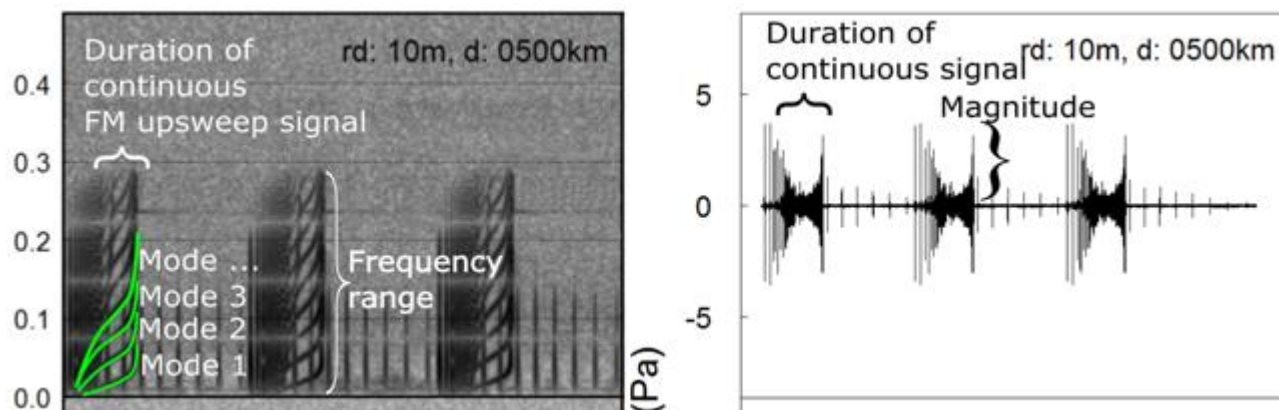 Duration of
continuous
FM upsweep signal
rd: 10m, d: 0500km
0.4
0.3
0.2
0.1
0.0
Mode ...
Mode 3
Mode 2
Mode 1
Frequency
range
(Pa)
Duration of
continuous signal
rd: 10m, d: 0500km
Magnitude
5
0
-5